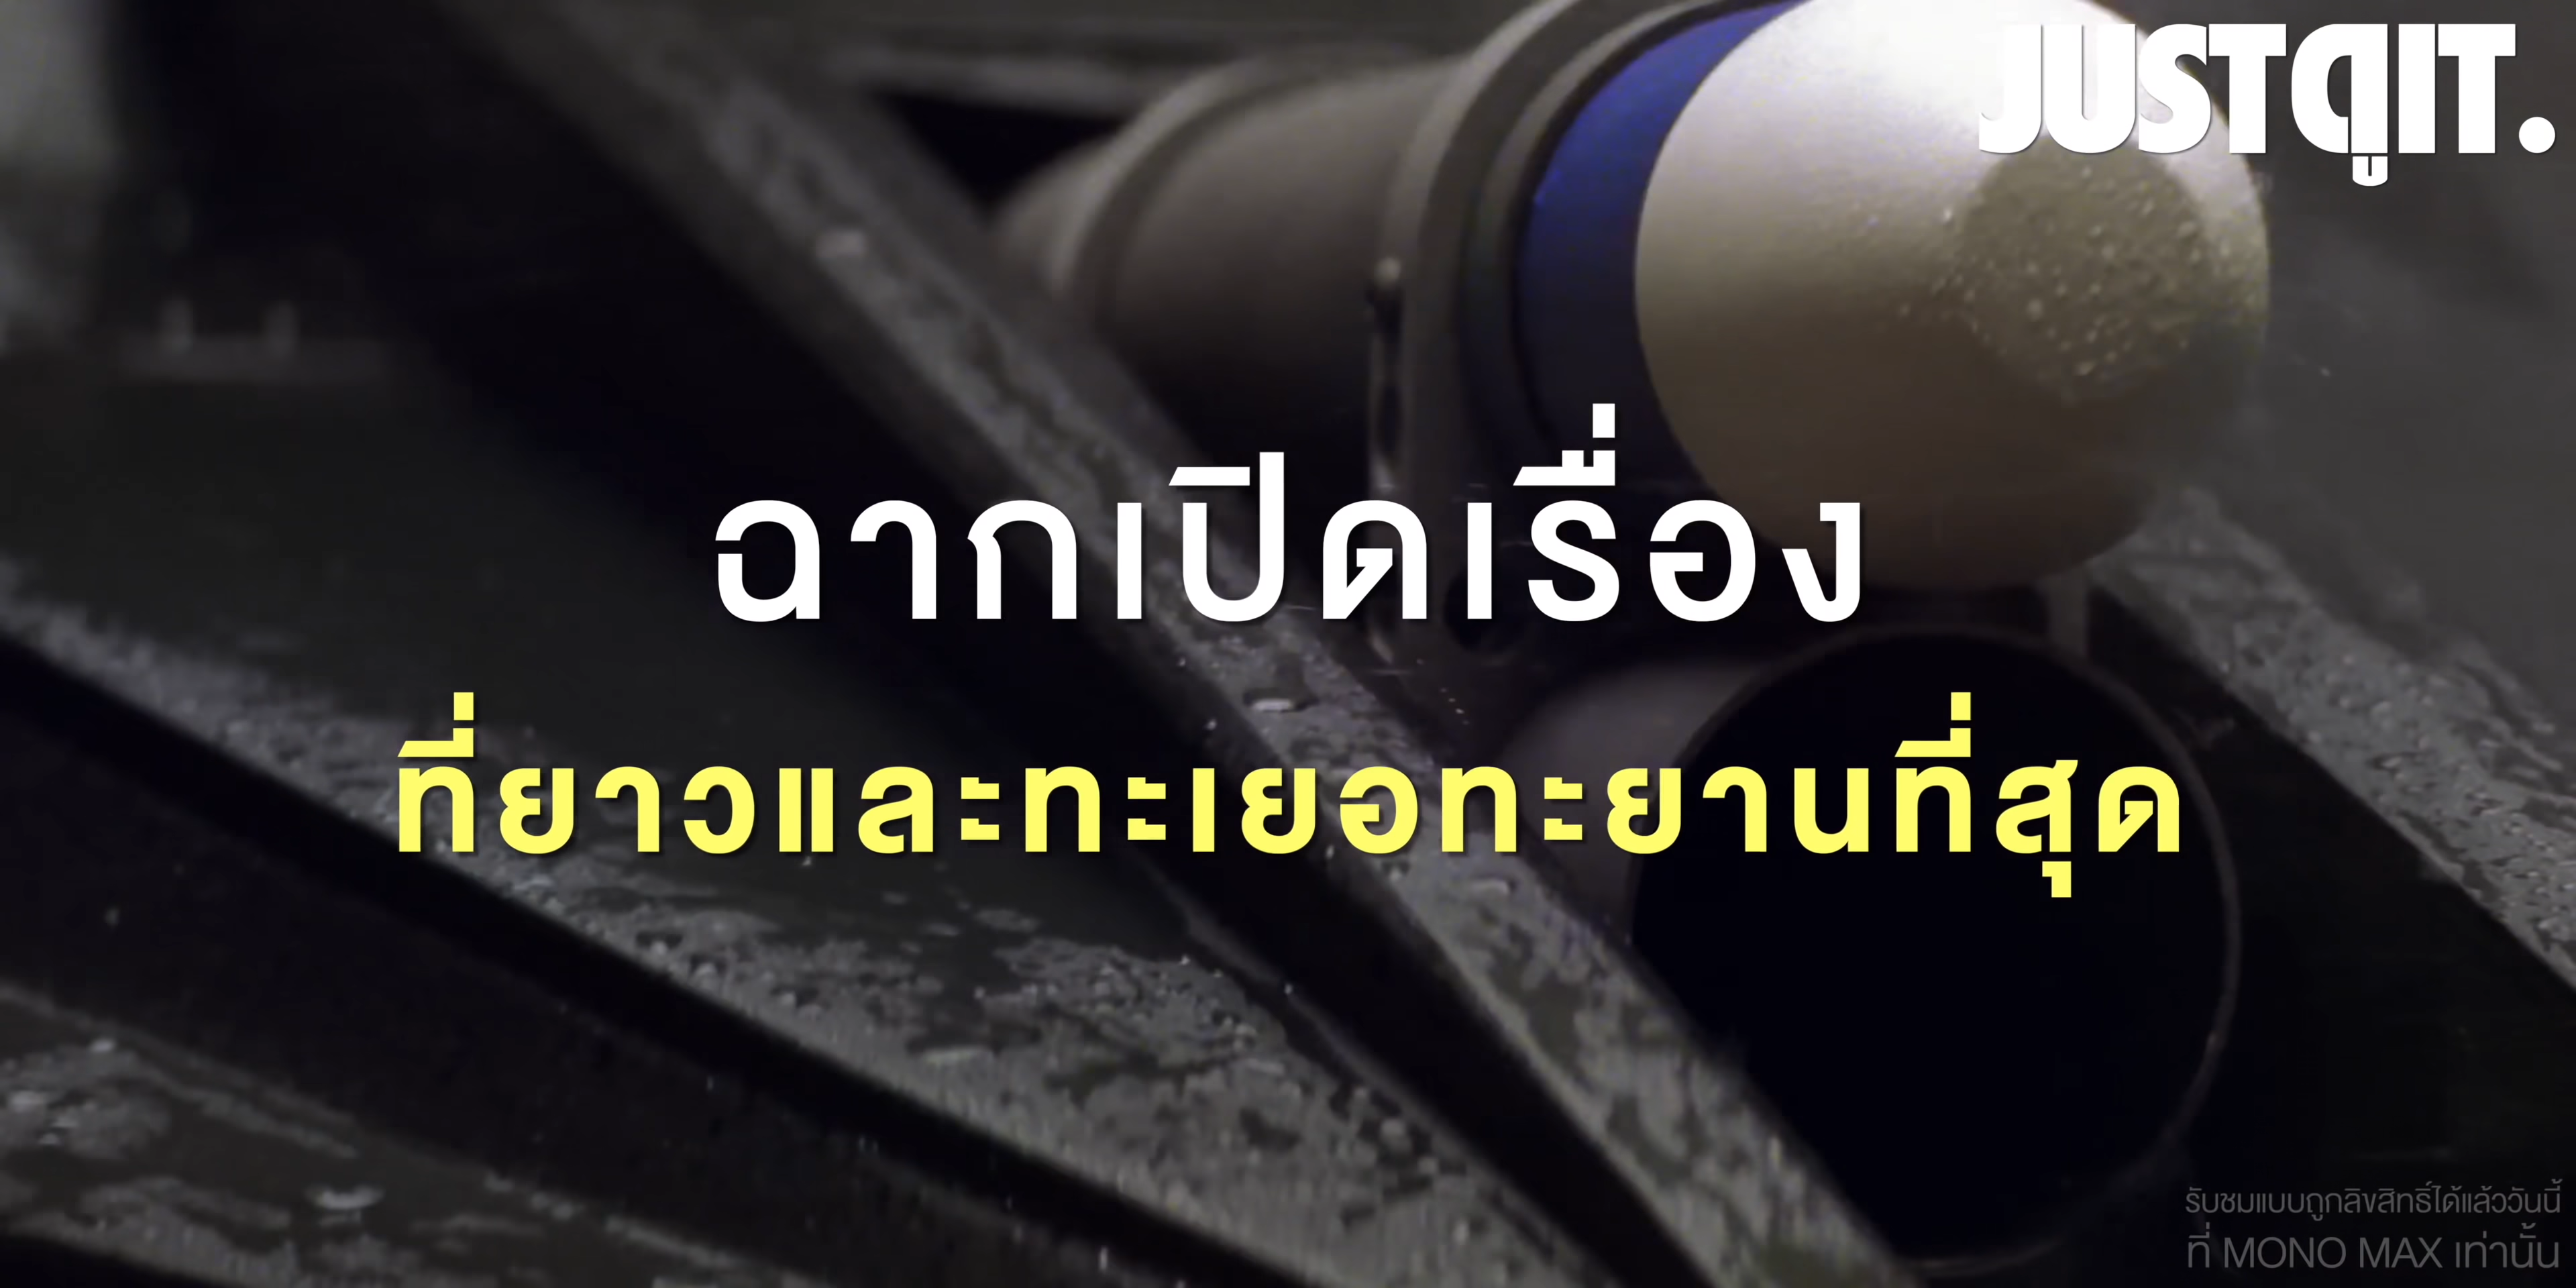 JUSTดูIT.
ฉากเปิดเรื่อง
ที่ยาวและทะเยอทะยานที่สุด
รับชมแบบถูกลิขสิทธิ์ได้แล้ววันนี้
ที่ MONO MAX เท่านั้น